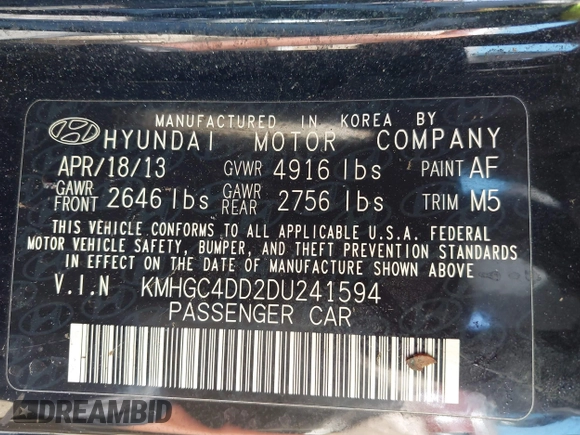 MANUFACTURED IN KOREA BY
HYUNDAI MOTOR COMPANY
APR/18/13 GVWR 4916 lbs PAINT AF
GAWR FRONT 2646 lbs GAWR REAR 2756 lbs TRIM M5
THIS VEHICLE CONFORMS TO ALL APPLICABLE U.S.A. FEDERAL
MOTOR VEHICLE SAFETY, BUMPER, AND THEFT PREVENTION STANDARDS
IN EFFECT ON THE DATE OF MANUFACTURE SHOWN ABOVE
V.I.N KMHGC4DD2DU241594
PASSENGER CAR
DREAMBID